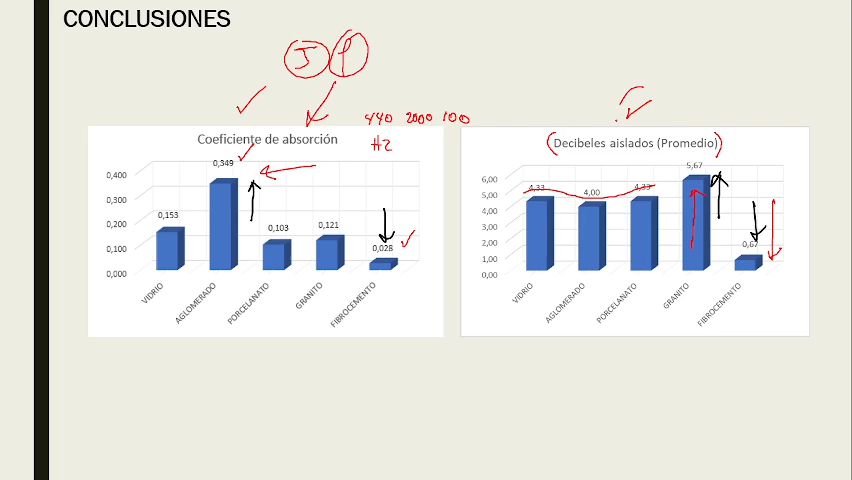 CONCLUSIONES
J P
440 2000 100
HZ
Coeficiente de absorción
0,400
0,300
0,200
0,100
0,000
0,153
0,349
0,103
0,121
0,028
VIDRIO
AGLOMERADO
PORCELANATO
GRANITO
FIBROCEMENTO
(Decibeles aislados (Promedio))
6,00
5,00
4,00
3,00
2,00
1,00
0,00
4,33
4,00
4,33
5,67
0,67
VIDRIO
AGLOMERADO
PORCELANATO
GRANITO
FIBROCEMENTO